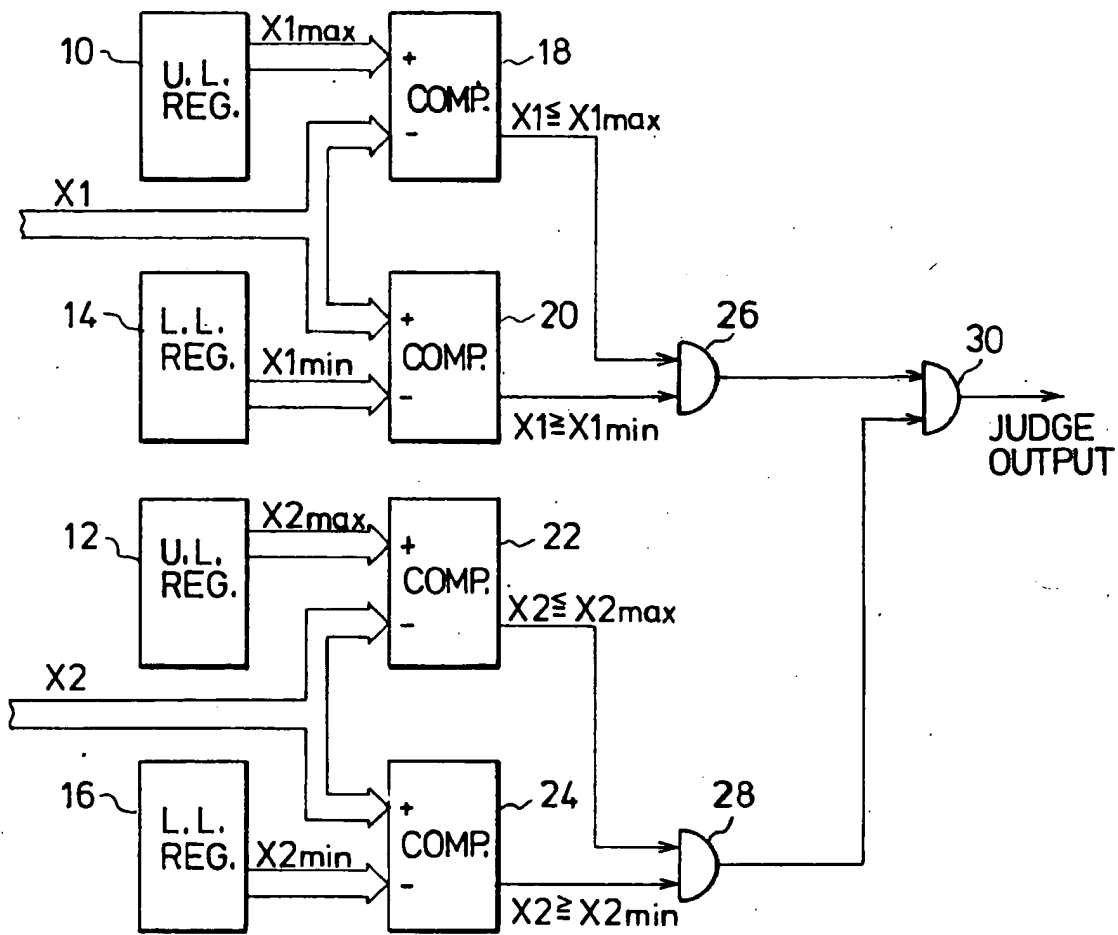 10
U.L.
REG.
X1max
+
COMP.
-
18
X1≦X1max
X1
14
L.L.
REG.
X1min
+
COMP.
-
20
X1≧X1min
26
30
JUDGE
OUTPUT
12
U.L.
REG.
X2max
+
COMP.
-
22
X2≦X2max
X2
16
L.L.
REG.
X2min
+
COMP.
-
24
X2≧X2min
28